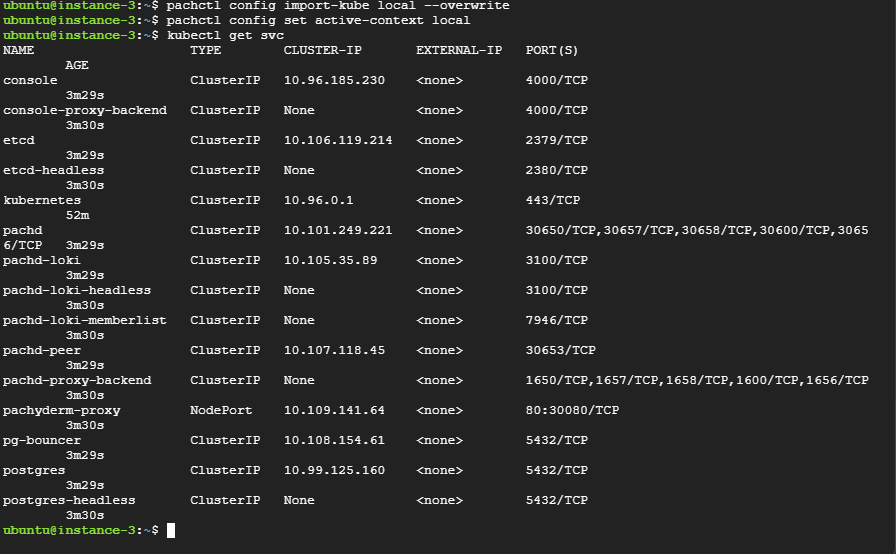 ubuntu@instance-3:~$ pachctl config import-kube local --overwrite
ubuntu@instance-3:~$ pachctl config set active-context local
ubuntu@instance-3:~$ kubectl get svc
NAME                    TYPE        CLUSTER-IP       EXTERNAL-IP   PORT(S)
        AGE
console                 ClusterIP   10.96.185.230    <none>        4000/TCP
        3m29s
console-proxy-backend   ClusterIP   None             <none>        4000/TCP
        3m30s
etcd                    ClusterIP   10.106.119.214   <none>        2379/TCP
        3m29s
etcd-headless           ClusterIP   None             <none>        2380/TCP
        3m30s
kubernetes              ClusterIP   10.96.0.1        <none>        443/TCP
        52m
pachd                   ClusterIP   10.101.249.221   <none>        30650/TCP,30657/TCP,30658/TCP,30600/TCP,3065
6/TCP   3m29s
pachd-loki              ClusterIP   10.105.35.89     <none>        3100/TCP
        3m29s
pachd-loki-headless     ClusterIP   None             <none>        3100/TCP
        3m30s
pachd-loki-memberlist   ClusterIP   None             <none>        7946/TCP
        3m30s
pachd-peer              ClusterIP   10.107.118.45    <none>        30653/TCP
        3m29s
pachd-proxy-backend     ClusterIP   None             <none>        1650/TCP,1657/TCP,1658/TCP,1600/TCP,1656/TCP
        3m30s
pachyderm-proxy         NodePort    10.109.141.64    <none>        80:30080/TCP
        3m30s
pg-bouncer              ClusterIP   10.108.154.61    <none>        5432/TCP
        3m29s
postgres                ClusterIP   10.99.125.160    <none>        5432/TCP
        3m29s
postgres-headless       ClusterIP   None             <none>        5432/TCP
        3m30s
ubuntu@instance-3:~$